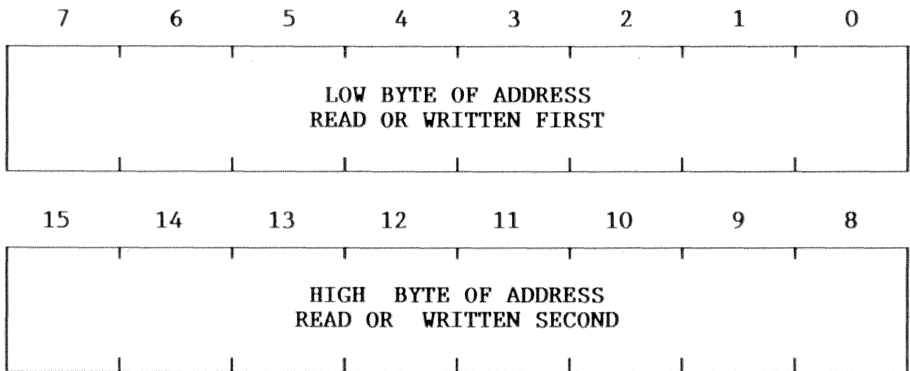 7 6 5 4 3 2 1 0
LOW BYTE OF ADDRESS
READ OR WRITTEN FIRST
15 14 13 12 11 10 9 8
HIGH BYTE OF ADDRESS
READ OR WRITTEN SECOND